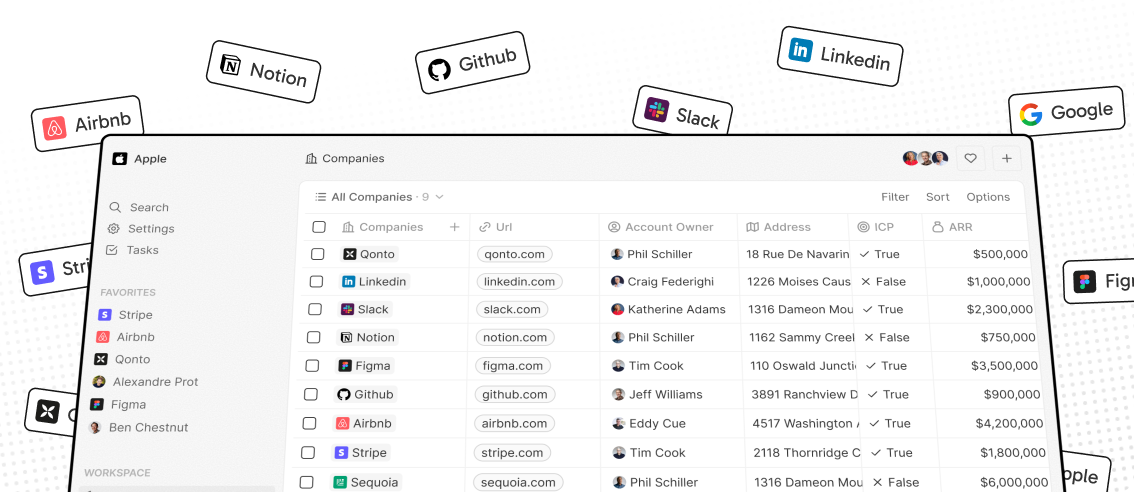 Notion
Github
Linkedin
Airbnb
Slack
Google
Apple
Companies
Search
Settings
Tasks
All Companies · 9
Filter Sort Options
Companies Url Account Owner Address ICP ARR
Qonto qonto.com Phil Schiller 18 Rue De Navarin True $500,000
Linkedin linkedin.com Craig Federighi 1226 Moises Caus False $1,000,000
Slack slack.com Katherine Adams 1316 Dameon Mou True $2,300,000
Notion notion.com Phil Schiller 1162 Sammy Creel False $750,000
Figma figma.com Tim Cook 110 Oswald Juncti True $3,500,000
Github github.com Jeff Williams 3891 Ranchview D True $900,000
Airbnb airbnb.com Eddy Cue 4517 Washington True $4,200,000
Stripe stripe.com Tim Cook 2118 Thornridge C True $1,800,000
Sequoia sequoia.com Phil Schiller 1316 Dameon Mou False $6,000,000
FAVORITES
Stripe
Airbnb
Qonto
Alexandre Prot
Figma
Ben Chestnut
WORKSPACE
Stri
Fig
pple